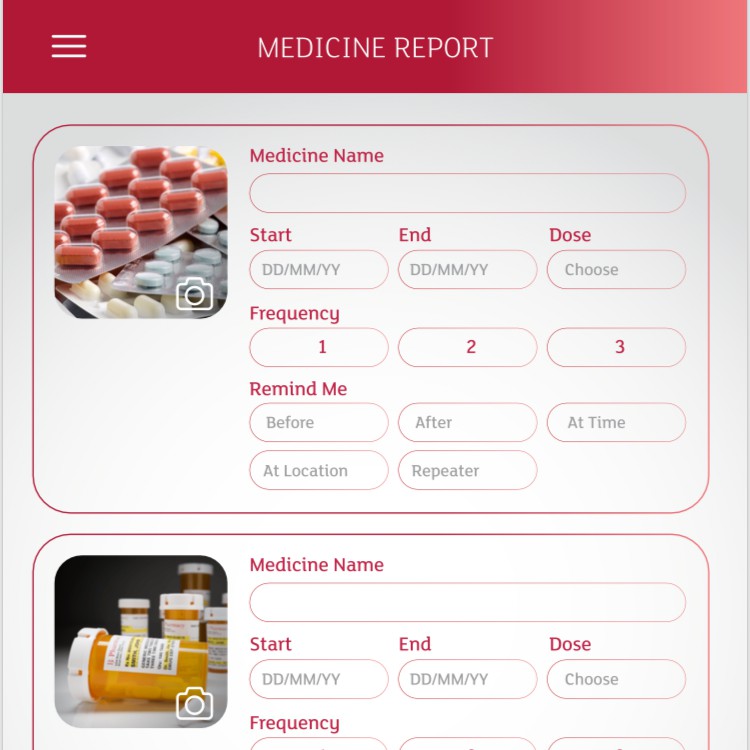 MEDICINE REPORT
Medicine Name
Start End Dose
DD/MM/YY DD/MM/YY Choose
Frequency
1 2 3
Remind Me
Before After At Time
At Location Repeater
Medicine Name
Start End Dose
DD/MM/YY DD/MM/YY Choose
Frequency